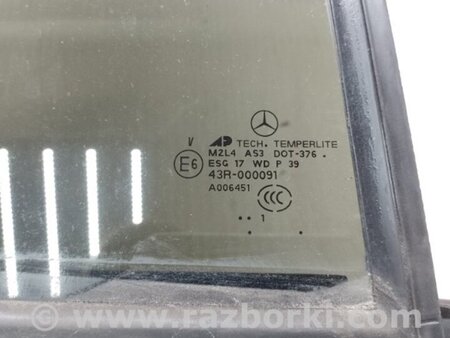 V
AP TECH. TEMPERLITE
M2L4 AS3 DOT-376 .
E6
ESG 17 WD P 39
43R-000091
A006451
CCC
.. 1
www.razborki.com